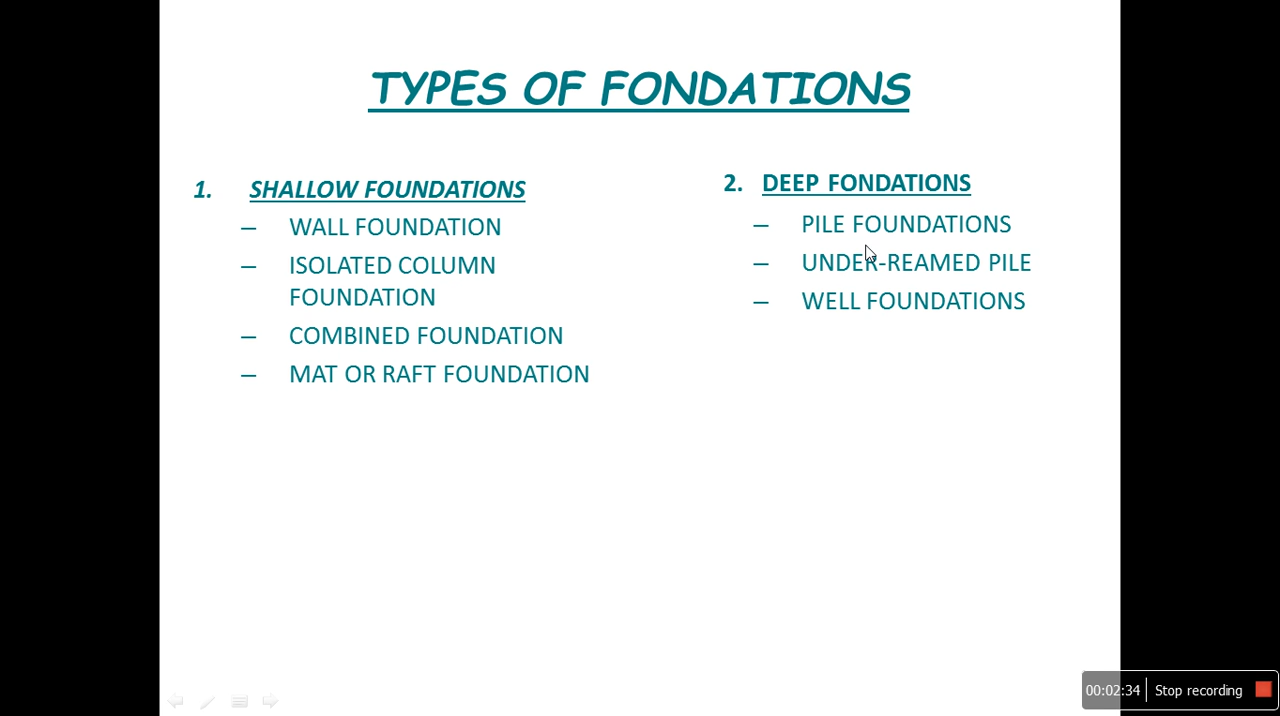 TYPES OF FONDATIONS
1. SHALLOW FOUNDATIONS
– WALL FOUNDATION
– ISOLATED COLUMN
FOUNDATION
– COMBINED FOUNDATION
– MAT OR RAFT FOUNDATION
2. DEEP FONDATIONS
– PILE FOUNDATIONS
– UNDER-REAMED PILE
– WELL FOUNDATIONS
00:02:34 Stop recording